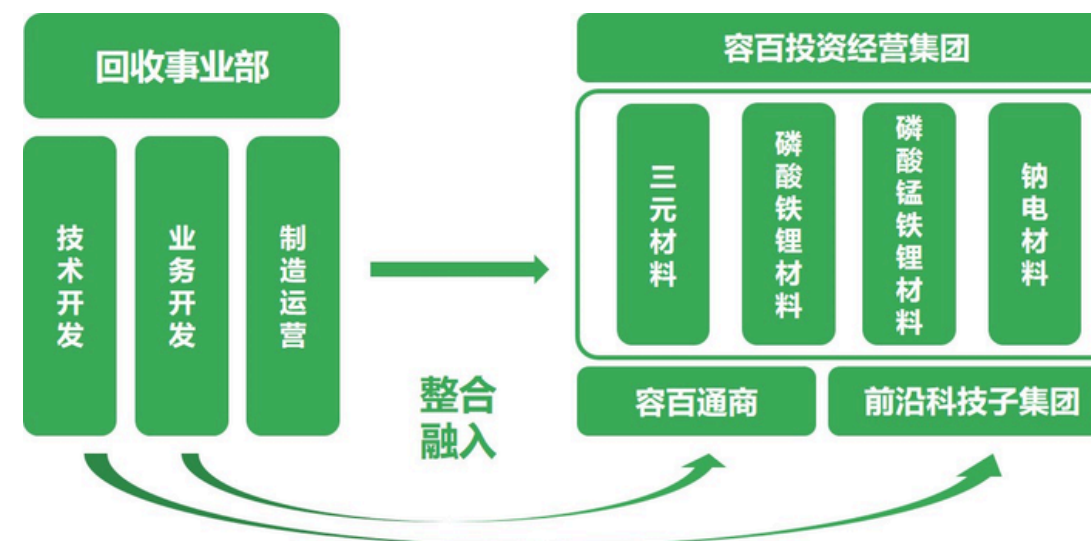 回收事业部
技术开发
业务开发
制造运营
整合
融入
容百投资经营集团
三元材料
磷酸铁锂材料
磷酸锰铁锂材料
钠电材料
容百通商
前沿科技子集团